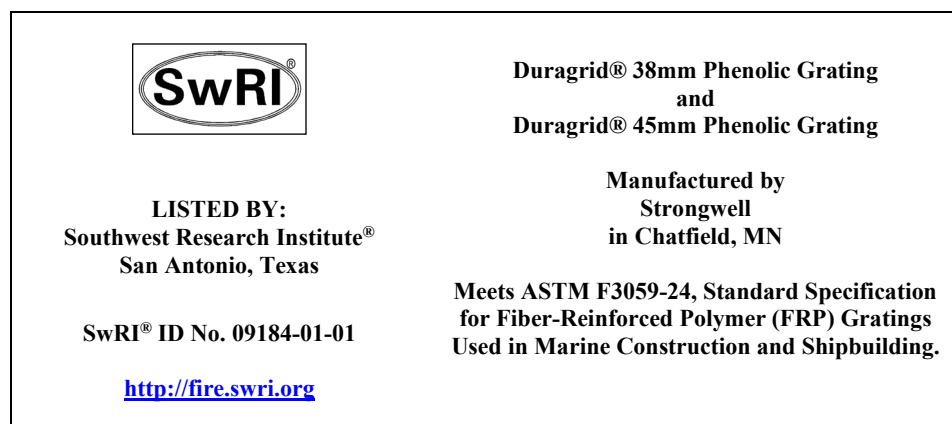 SwRI®
LISTED BY:
Southwest Research Institute®
San Antonio, Texas
SwRI® ID No. 09184-01-01
http://fire.swri.org
Duragrid® 38mm Phenolic Grating
and
Duragrid® 45mm Phenolic Grating
Manufactured by
Strongwell
in Chatfield, MN
Meets ASTM F3059-24, Standard Specification
for Fiber-Reinforced Polymer (FRP) Gratings
Used in Marine Construction and Shipbuilding.